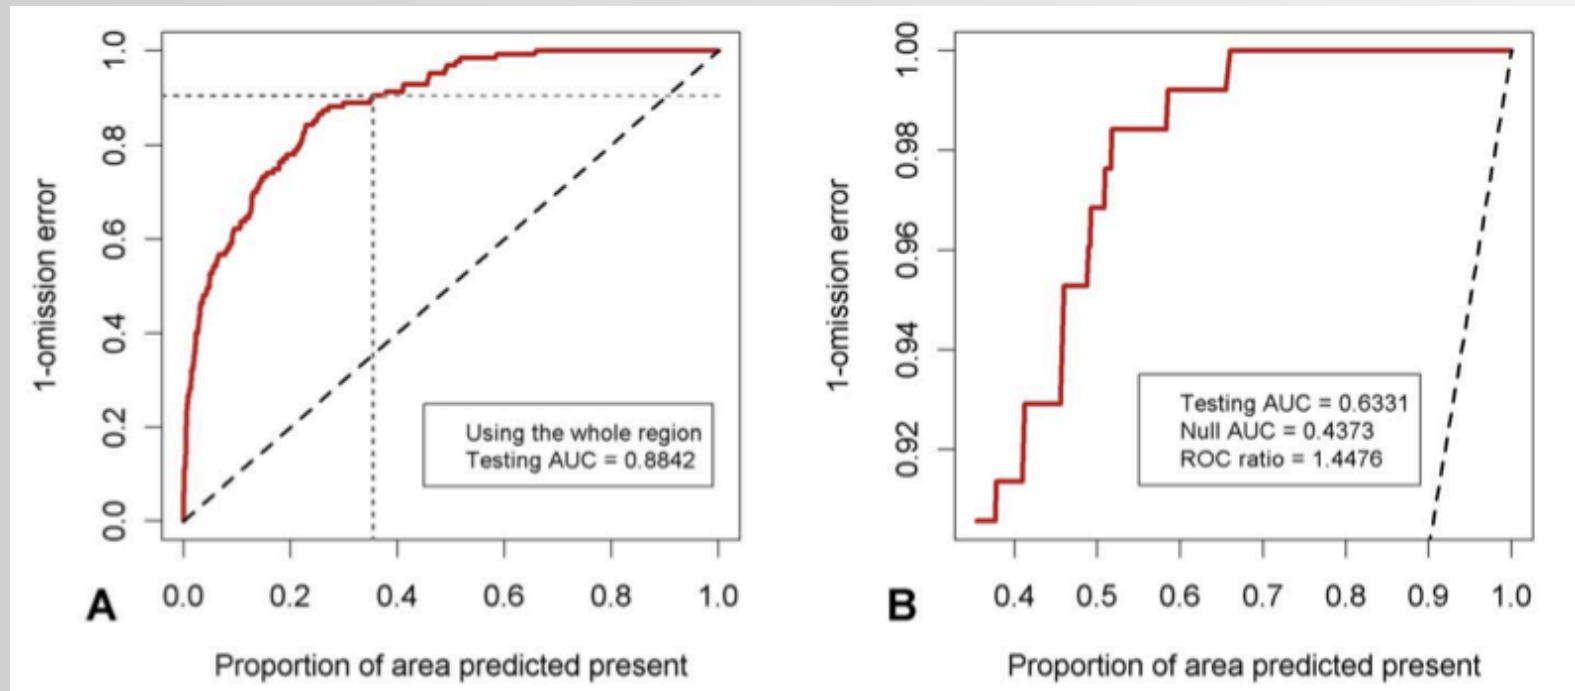 1.0
0.8
0.6
0.4
0.2
0.0
1-omission error
Using the whole region
Testing AUC = 0.8842
0.0 0.2 0.4 0.6 0.8 1.0
A
Proportion of area predicted present
1.00
0.98
0.96
0.94
0.92
1-omission error
Testing AUC = 0.6331
Null AUC = 0.4373
ROC ratio = 1.4476
0.4 0.5 0.6 0.7 0.8 0.9 1.0
B
Proportion of area predicted present